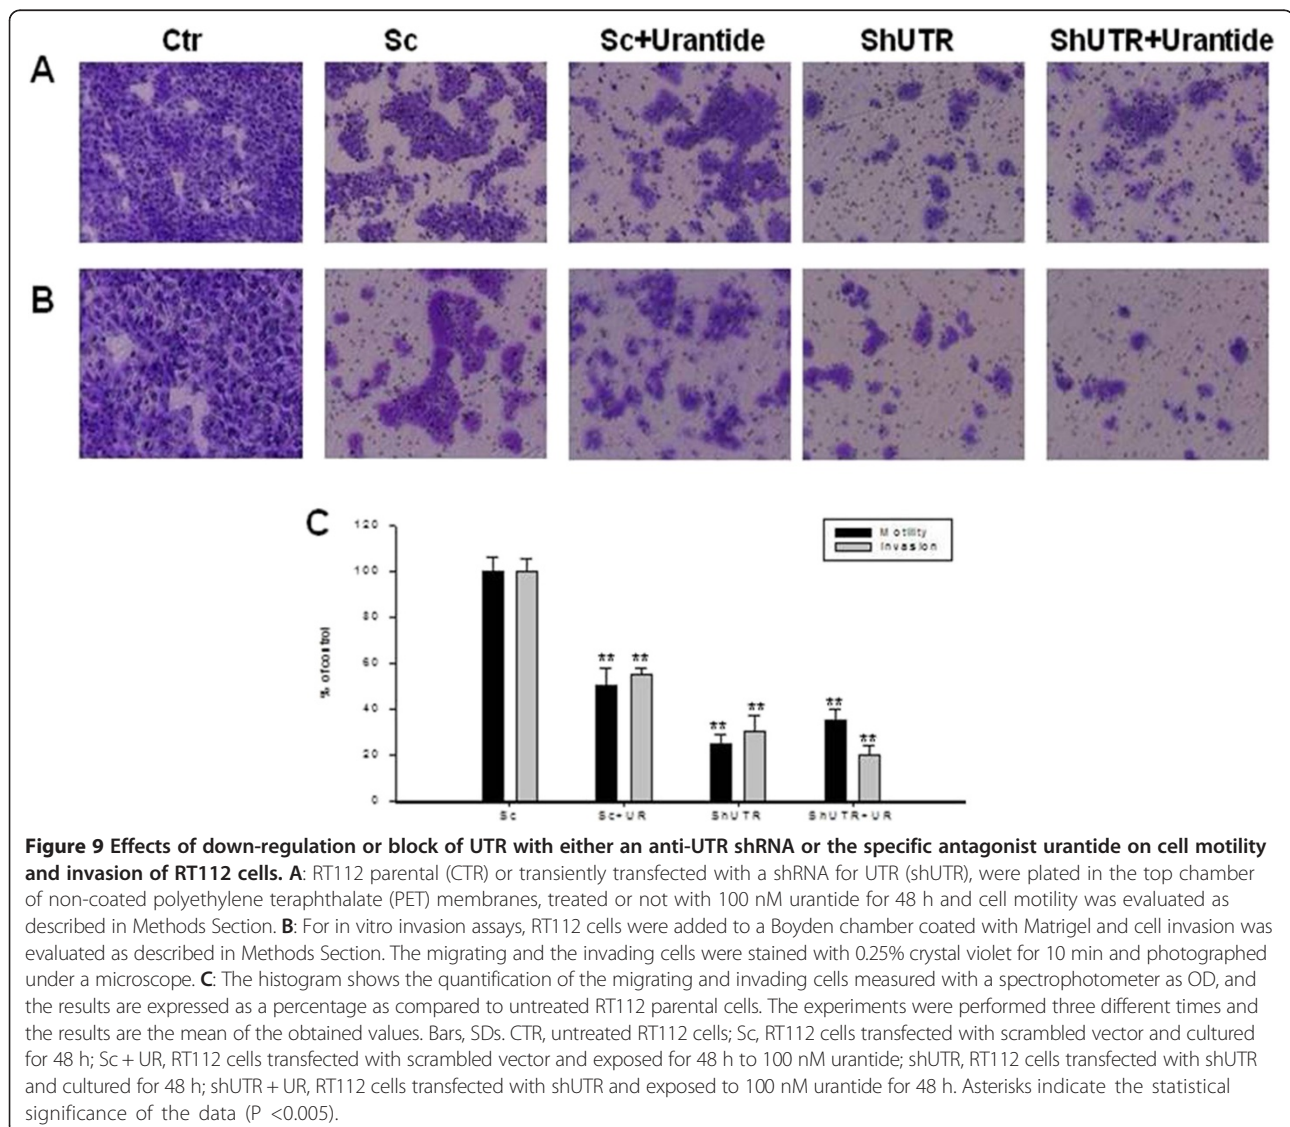 Ctr Sc Sc+Urantide ShUTR ShUTR+Urantide
A
B
C
120
100
80
60
40
20
0
% of control
Motility
Invasion
** **
** **
** **
Sc Sc+UR ShUTR ShUTR+UR
Figure 9 Effects of down-regulation or block of UTR with either an anti-UTR shRNA or the specific antagonist urantide on cell motility
and invasion of RT112 cells. A: RT112 parental (CTR) or transiently transfected with a shRNA for UTR (shUTR), were plated in the top chamber
of non-coated polyethylene teraphthalate (PET) membranes, treated or not with 100 nM urantide for 48 h and cell motility was evaluated as
described in Methods Section. B: For in vitro invasion assays, RT112 cells were added to a Boyden chamber coated with Matrigel and cell invasion was
evaluated as described in Methods Section. The migrating and the invading cells were stained with 0.25% crystal violet for 10 min and photographed
under a microscope. C: The histogram shows the quantification of the migrating and invading cells measured with a spectrophotometer as OD, and
the results are expressed as a percentage as compared to untreated RT112 parental cells. The experiments were performed three different times and
the results are the mean of the obtained values. Bars, SDs. CTR, untreated RT112 cells; Sc, RT112 cells transfected with scrambled vector and cultured
for 48 h; Sc + UR, RT112 cells transfected with scrambled vector and exposed for 48 h to 100 nM urantide; shUTR, RT112 cells transfected with shUTR
and cultured for 48 h; shUTR + UR, RT112 cells transfected with shUTR and exposed to 100 nM urantide for 48 h. Asterisks indicate the statistical
significance of the data (P <0.005).